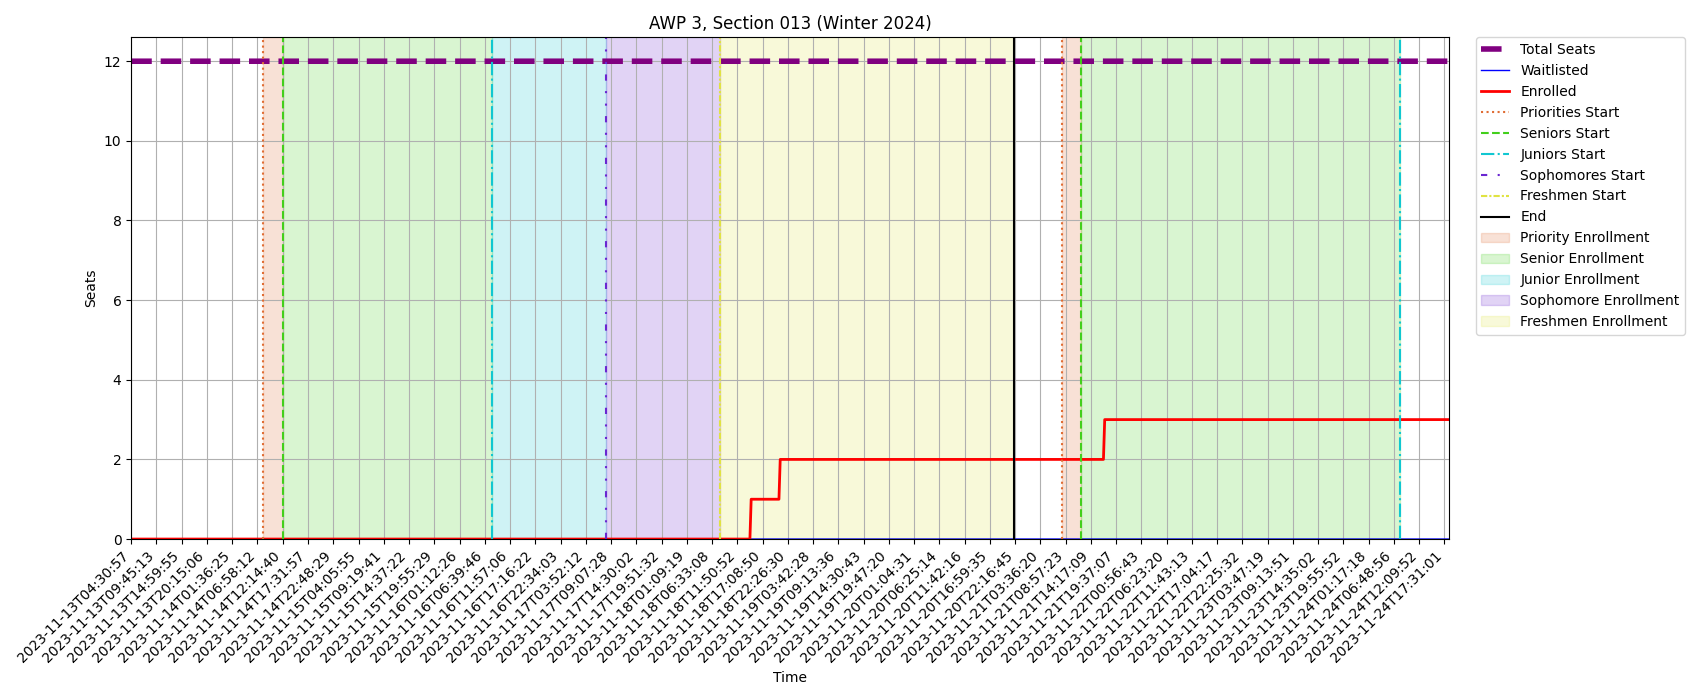 AWP 3, Section 013 (Winter 2024)
Seats
12
10
8
6
4
2
0
2023-11-13T04:30:57
2023-11-13T09:45:13
2023-11-13T14:59:55
2023-11-13T20:15:06
2023-11-14T01:36:25
2023-11-14T06:58:12
2023-11-14T12:14:40
2023-11-14T17:31:57
2023-11-14T22:48:29
2023-11-15T04:05:55
2023-11-15T09:19:41
2023-11-15T14:37:22
2023-11-15T19:55:29
2023-11-16T01:12:26
2023-11-16T06:39:46
2023-11-16T11:57:06
2023-11-16T17:16:22
2023-11-16T22:34:03
2023-11-17T03:52:12
2023-11-17T09:07:28
2023-11-17T14:30:02
2023-11-17T19:51:32
2023-11-18T01:09:19
2023-11-18T06:33:08
2023-11-18T11:50:52
2023-11-18T17:08:50
2023-11-18T22:26:30
2023-11-19T03:42:28
2023-11-19T09:13:36
2023-11-19T14:30:43
2023-11-19T19:47:20
2023-11-20T01:04:31
2023-11-20T06:25:14
2023-11-20T11:42:16
2023-11-20T16:59:35
2023-11-20T22:16:45
2023-11-21T03:36:20
2023-11-21T08:57:23
2023-11-21T14:17:09
2023-11-21T19:37:07
2023-11-22T00:56:43
2023-11-22T06:23:20
2023-11-22T11:43:13
2023-11-22T17:04:17
2023-11-22T22:25:32
2023-11-23T03:47:19
2023-11-23T09:13:51
2023-11-23T14:35:02
2023-11-23T19:55:52
2023-11-24T01:17:18
2023-11-24T06:48:56
2023-11-24T12:09:52
2023-11-24T17:31:01
Time
Total Seats
Waitlisted
Enrolled
Priorities Start
Seniors Start
Juniors Start
Sophomores Start
Freshmen Start
End
Priority Enrollment
Senior Enrollment
Junior Enrollment
Sophomore Enrollment
Freshmen Enrollment